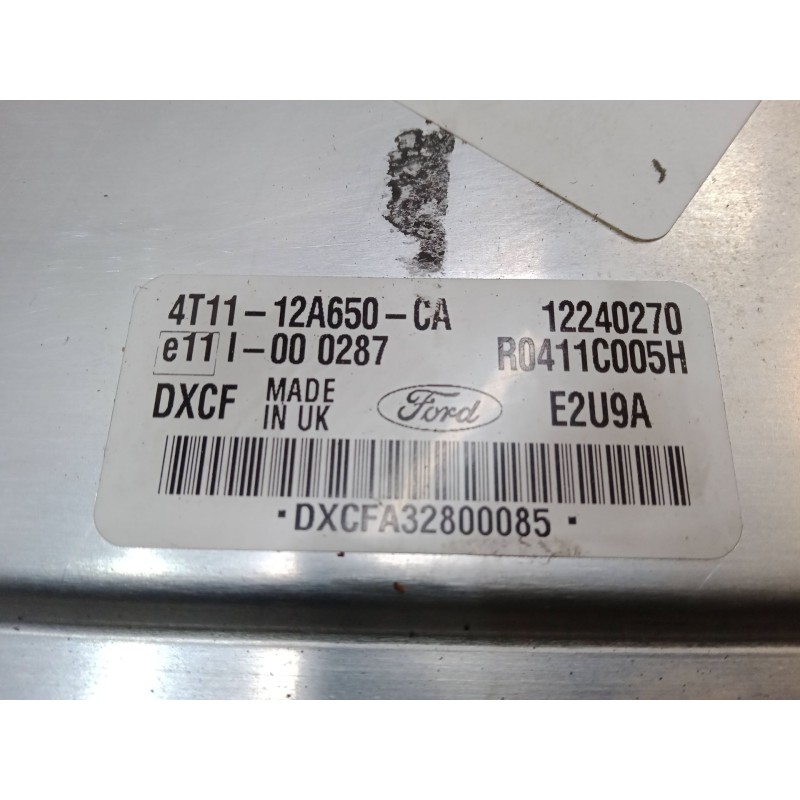 4T11-12A650-CA 12240270
e11 I-00 0287 R0411C005H
DXCF MADE IN UK Ford E2U9A
· DXCFA32800085 ·